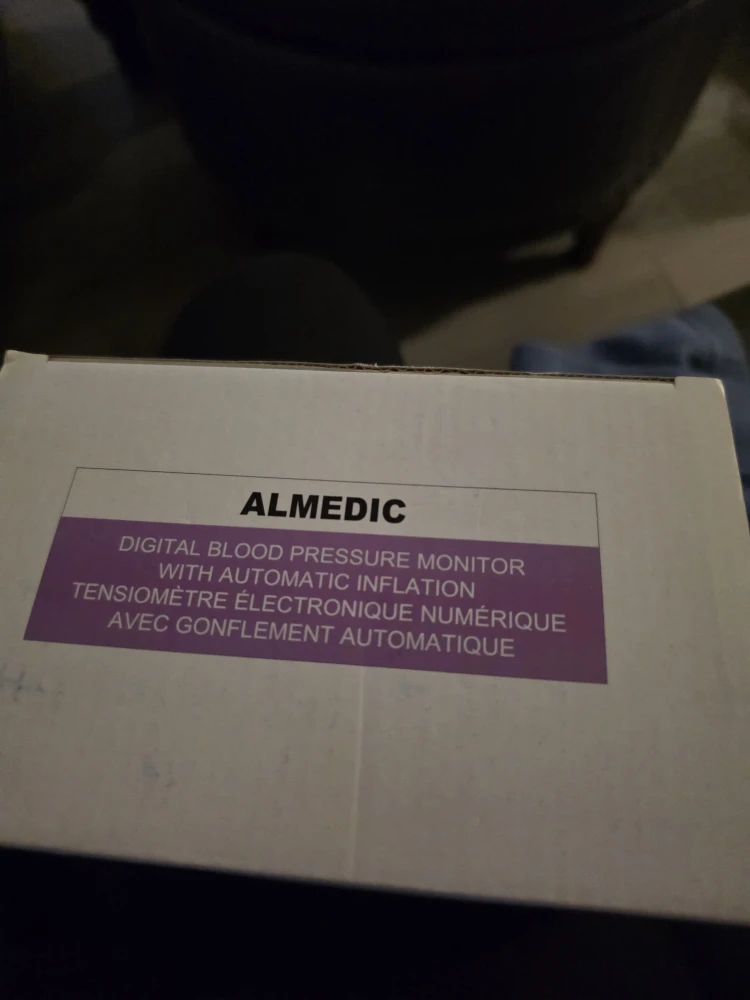 ALMEDIC
DIGITAL BLOOD PRESSURE MONITOR
WITH AUTOMATIC INFLATION
TENSIOMÈTRE ÉLECTRONIQUE NUMÉRIQUE
AVEC GONFLEMENT AUTOMATIQUE